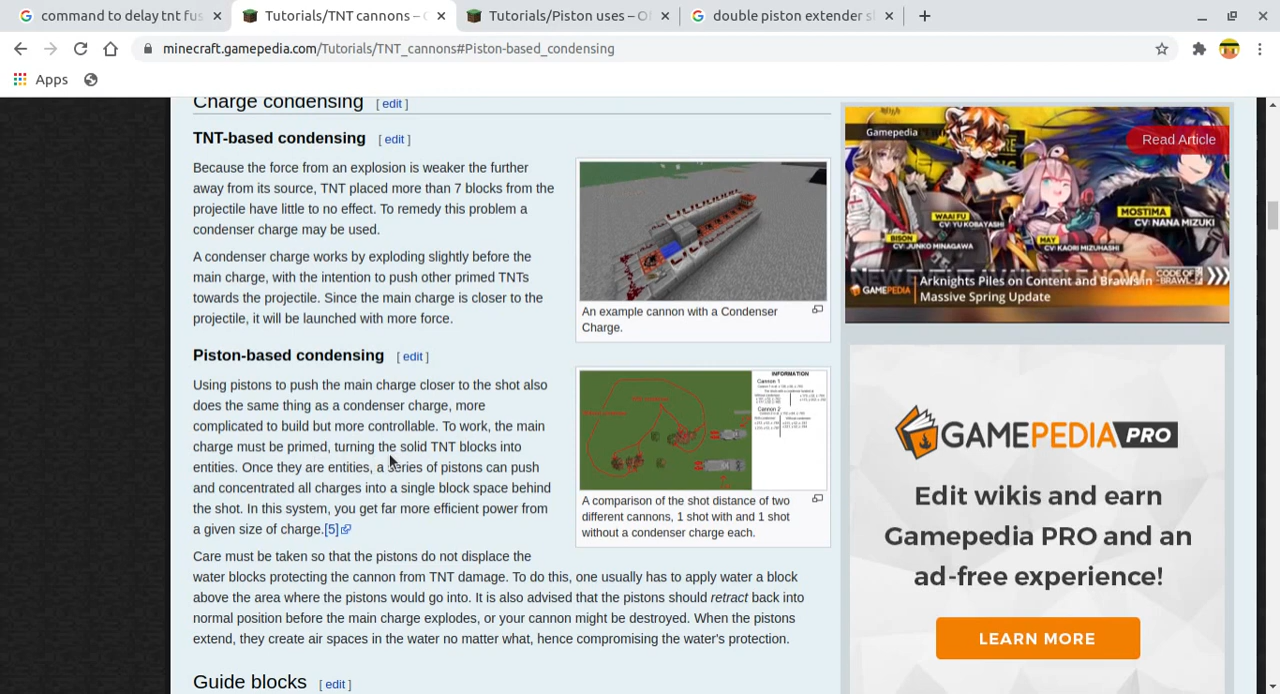 command to delay tnt fus
Tutorials/TNT cannons –
Tutorials/Piston uses – O
double piston extender s
minecraft.gamepedia.com/Tutorials/TNT_cannons#Piston-based_condensing
Apps
Charge condensing [ edit ]
TNT-based condensing [ edit ]
Because the force from an explosion is weaker the further
away from its source, TNT placed more than 7 blocks from the
projectile have little to no effect. To remedy this problem a
condenser charge may be used.
A condenser charge works by exploding slightly before the
main charge, with the intention to push other primed TNTs
towards the projectile. Since the main charge is closer to the
projectile, it will be launched with more force.
An example cannon with a Condenser
Charge.
Piston-based condensing [ edit ]
Using pistons to push the main charge closer to the shot also
does the same thing as a condenser charge, more
complicated to build but more controllable. To work, the main
charge must be primed, turning the solid TNT blocks into
entities. Once they are entities, a series of pistons can push
and concentrated all charges into a single block space behind
the shot. In this system, you get far more efficient power from
a given size of charge.[5]
INFORMATION
Cannon 1
Cannon 2
A comparison of the shot distance of two
different cannons, 1 shot with and 1 shot
without a condenser charge each.
Care must be taken so that the pistons do not displace the
water blocks protecting the cannon from TNT damage. To do this, one usually has to apply water a block
above the area where the pistons would go into. It is also advised that the pistons should retract back into
normal position before the main charge explodes, or your cannon might be destroyed. When the pistons
extend, they create air spaces in the water no matter what, hence compromising the water's protection.
Guide blocks [ edit ]
Gamepedia
Read Article
WAAI FU
CV: YU KOBAYASHI
MOSTIMA
CV: NANA MIZUKI
BISON
CV: JUNKO MINAGAWA
MAY
CV: KAORI MIZUHASHI
CODE OF
BRAWL
GAMEPEDIA
Arknights Piles on Content and Brawls in
Massive Spring Update
GAMEPEDIA PRO
Edit wikis and earn
Gamepedia PRO and an
ad-free experience!
LEARN MORE